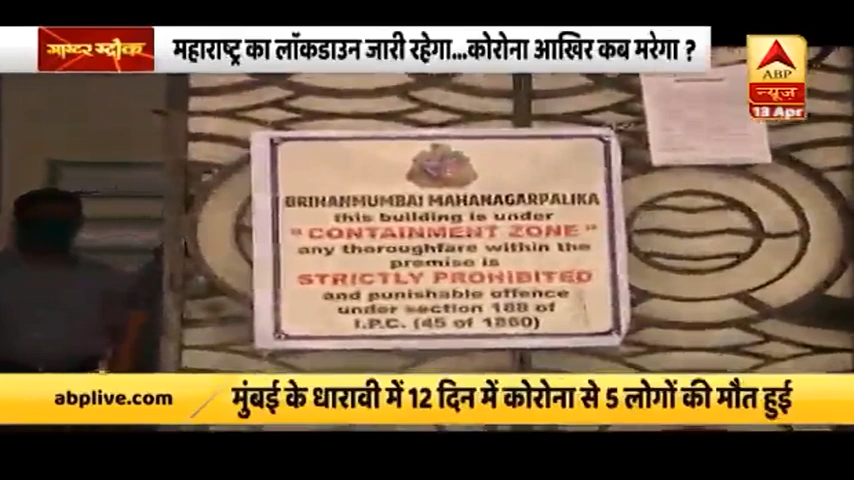 मास्टर स्ट्रोक
महाराष्ट्र का लॉकडाउन जारी रहेगा...कोरोना आखिर कब मरेगा ?
abp
न्यूज़
13 Apr
BRIHANMUMBAI MAHANAGARPALIKA
this building is under
"CONTAINMENT ZONE"
any thoroughfare within the
premise is
STRICTLY PROHIBITED
and punishable offence
under section 188 of
I.P.C. (45 of 1860)
abplive.com
मुंबई के धारावी में 12 दिन में कोरोना से 5 लोगों की मौत हुई